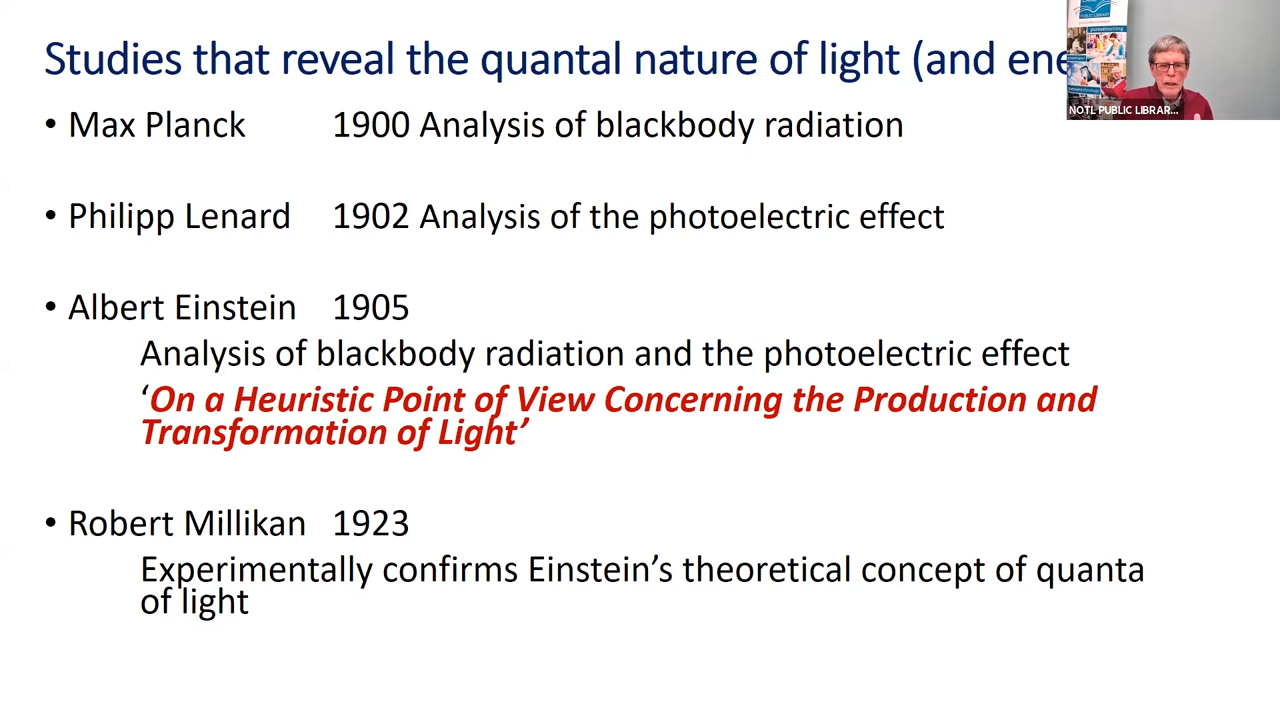 Studies that reveal the quantal nature of light (and ene
• Max Planck 1900 Analysis of blackbody radiation
• Philipp Lenard 1902 Analysis of the photoelectric effect
• Albert Einstein 1905
Analysis of blackbody radiation and the photoelectric effect
‘On a Heuristic Point of View Concerning the Production and
Transformation of Light’
• Robert Millikan 1923
Experimentally confirms Einstein’s theoretical concept of quanta
of light
PUBLIC LIBRARY
NOTL PUBLIC LIBRAR...